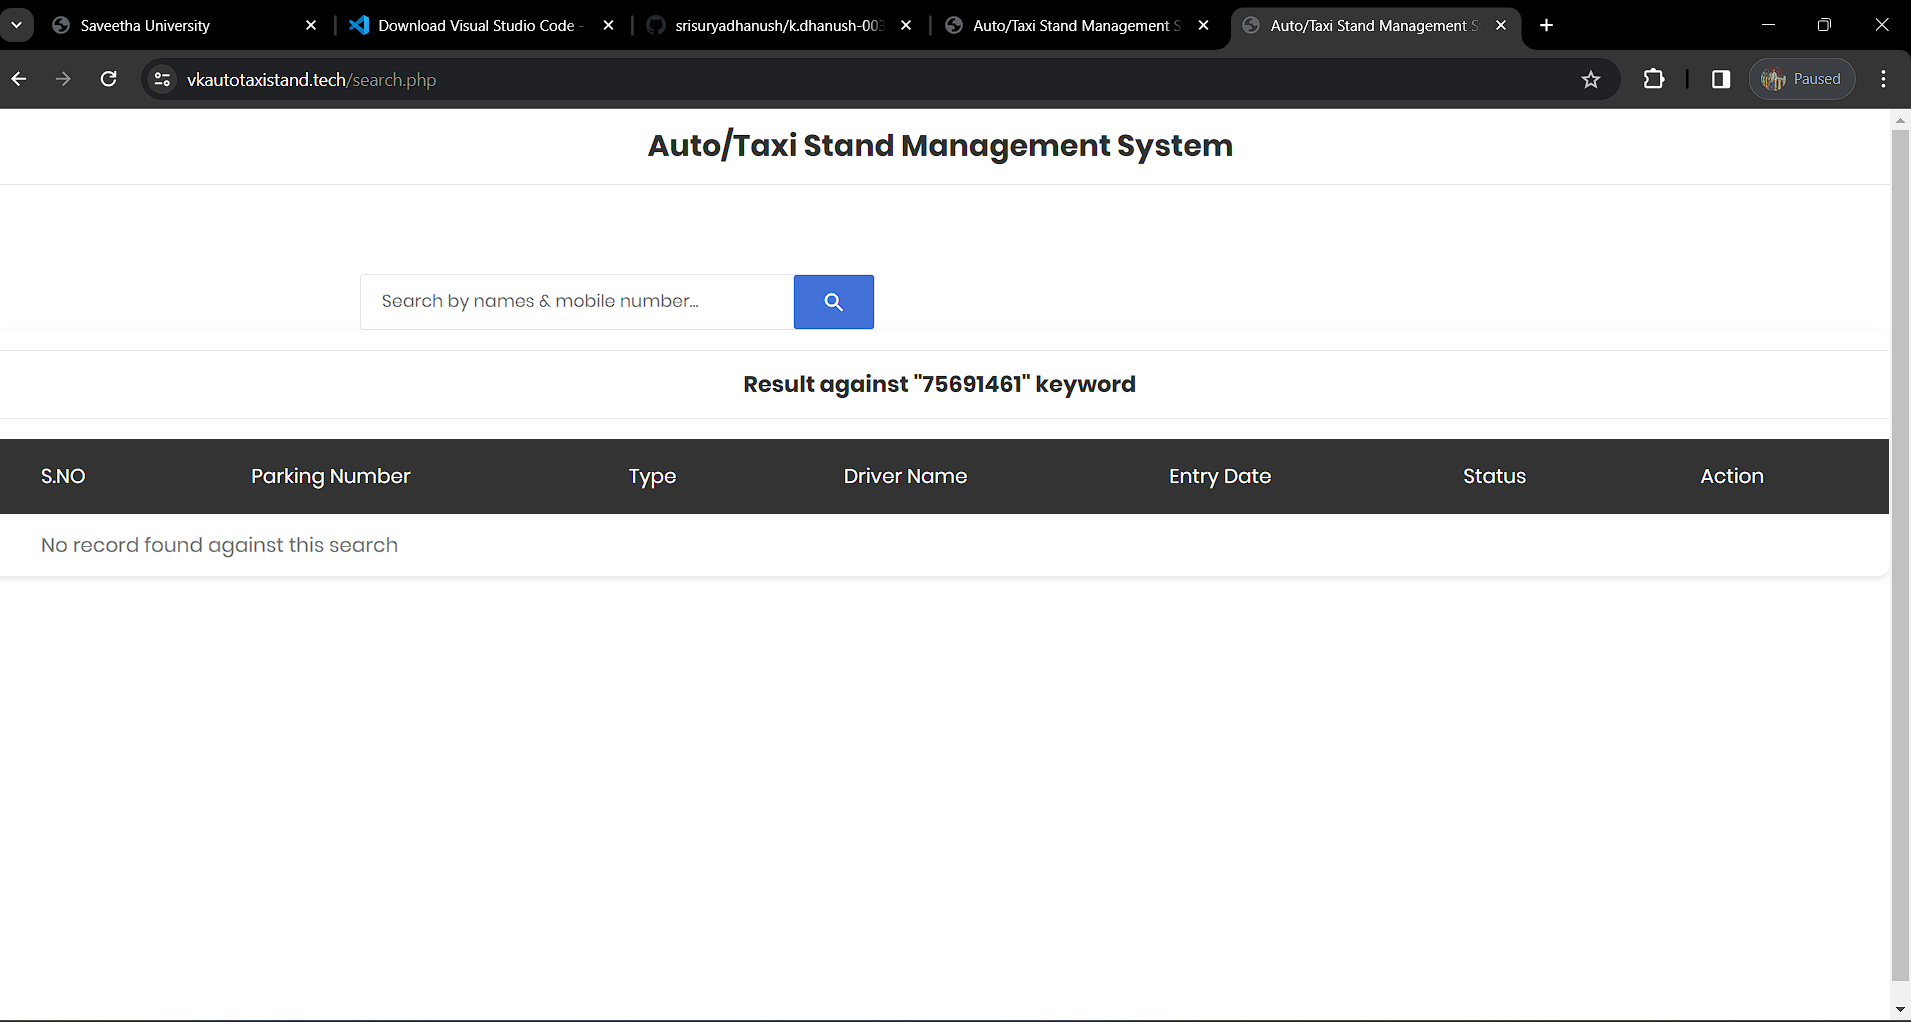 Saveetha University
Download Visual Studio Code -
srisuryadhanush/k.dhanush-003
Auto/Taxi Stand Management S
Auto/Taxi Stand Management S
vkautotaxistand.tech/search.php
Paused
Auto/Taxi Stand Management System
Search by names & mobile number...
Result against "75691461" keyword
S.NO Parking Number Type Driver Name Entry Date Status Action
No record found against this search